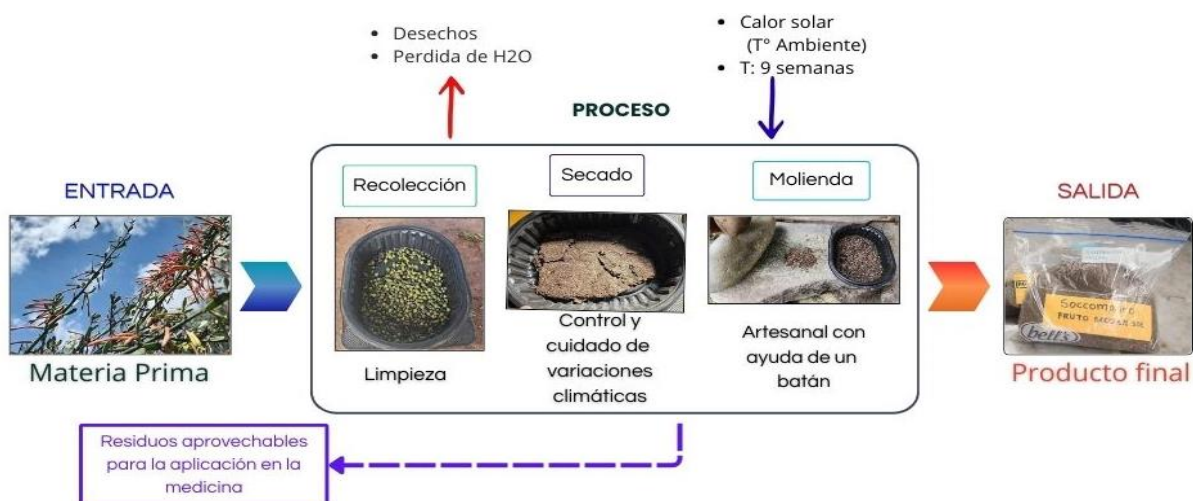 • Desechos
• Perdida de H2O
• Calor solar
(T° Ambiente)
• T: 9 semanas
PROCESO
ENTRADA
Materia Prima
Recolección
Limpieza
Secado
Control y
cuidado de
variaciones
climáticas
Molienda
Artesanal con
ayuda de un
batán
SALIDA
FRUTO
bell's
Producto final
Residuos aprovechables
para la aplicación en la
medicina